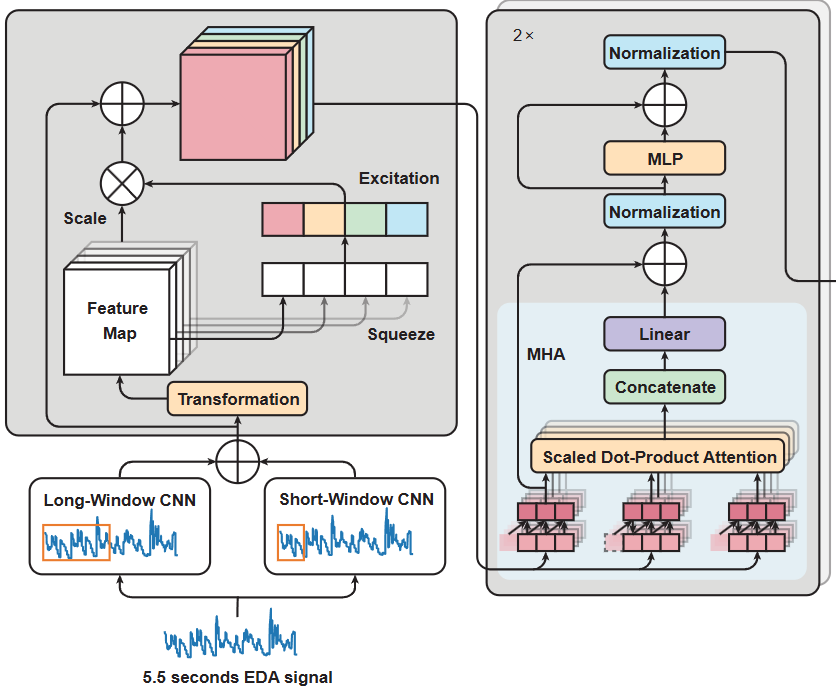 2×
Normalization
MLP
Normalization
Excitation
Scale
Feature
Map
Squeeze
Linear
MHA
Concatenate
Transformation
Scaled Dot-Product Attention
Long-Window CNN
Short-Window CNN
5.5 seconds EDA signal